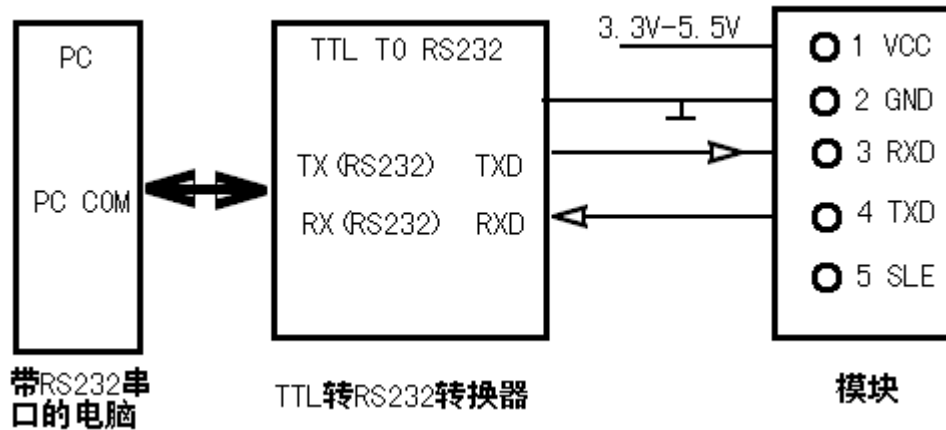 PC
PC COM
带RS232串
口的电脑
TTL TO RS232
TX(RS232) TXD
RX(RS232) RXD
TTL转RS232转换器
3.3V-5.5V
1 VCC
2 GND
3 RXD
4 TXD
5 SLE
模块